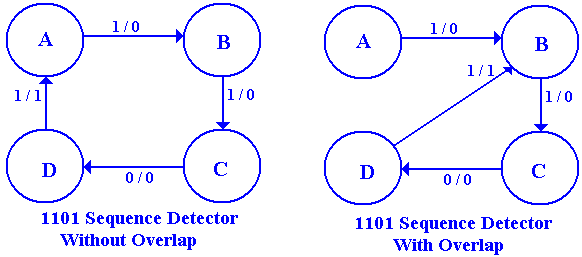 A
1 / 0
B
1 / 1
1 / 0
D
0 / 0
C
1101 Sequence Detector
Without Overlap
A
1 / 0
B
1 / 1
1 / 0
D
0 / 0
C
1101 Sequence Detector
With Overlap